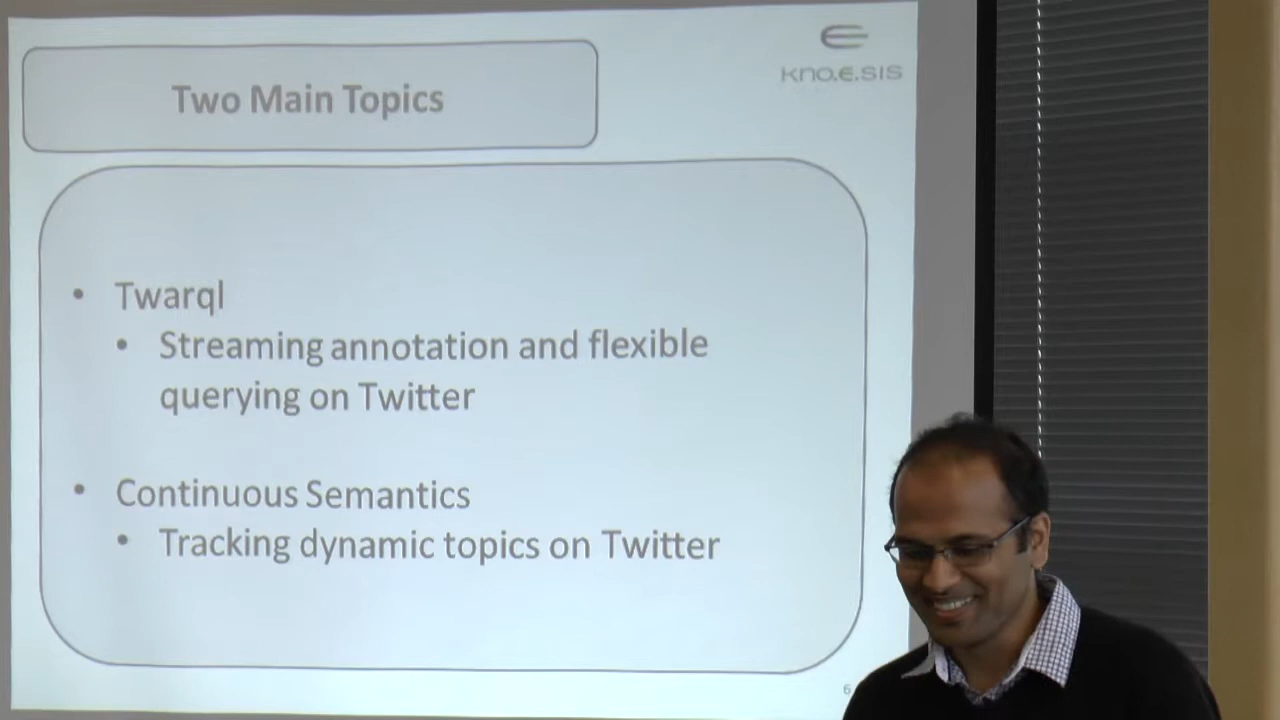 Two Main Topics
kno.e.sis
• Twarql
• Streaming annotation and flexible
querying on Twitter
• Continuous Semantics
• Tracking dynamic topics on Twitter
6